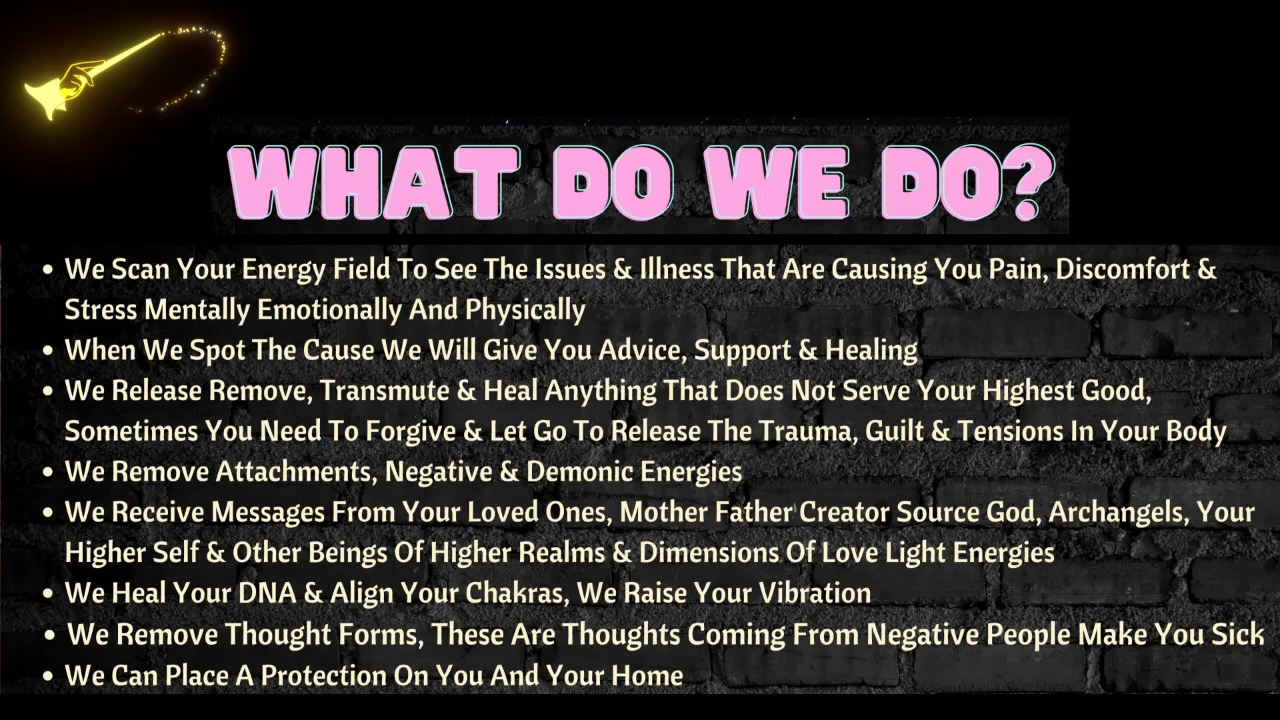 WHAT DO WE DO?
• We Scan Your Energy Field To See The Issues & Illness That Are Causing You Pain, Discomfort &
Stress Mentally Emotionally And Physically
• When We Spot The Cause We Will Give You Advice, Support & Healing
• We Release Remove, Transmute & Heal Anything That Does Not Serve Your Highest Good,
Sometimes You Need To Forgive & Let Go To Release The Trauma, Guilt & Tensions In Your Body
• We Remove Attachments, Negative & Demonic Energies
• We Receive Messages From Your Loved Ones, Mother Father Creator Source God, Archangels, Your
Higher Self & Other Beings Of Higher Realms & Dimensions Of Love Light Energies
• We Heal Your DNA & Align Your Chakras, We Raise Your Vibration
• We Remove Thought Forms, These Are Thoughts Coming From Negative People Make You Sick
• We Can Place A Protection On You And Your Home